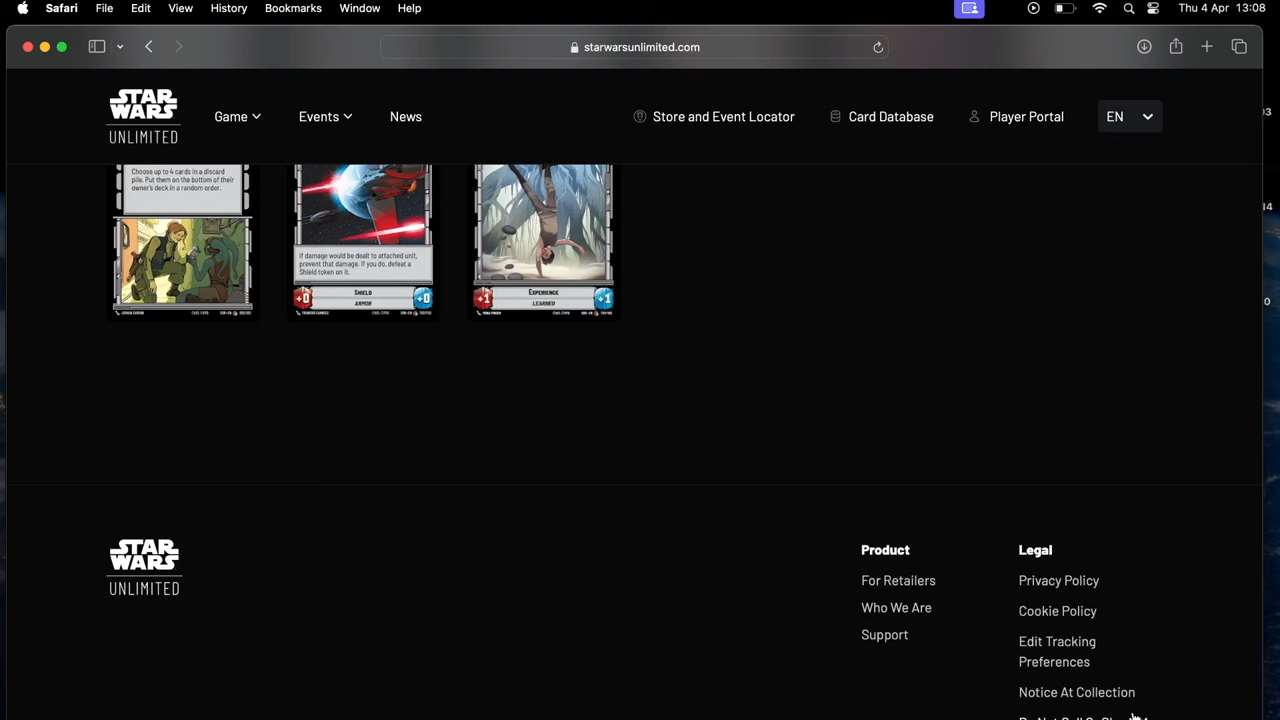 Safari File Edit View History Bookmarks Window Help Thu 4 Apr 13:08
starwarsunlimited.com
STAR WARS UNLIMITED
Game Events News Store and Event Locator Card Database Player Portal EN
Choose up to 4 cards in a discard
pile. Put them on the bottom of their
owner's deck in a random order.
If damage would be dealt to attached unit,
prevent that damage. If you do, defeat a
Shield token on it.
+0 SHIELD +0
ARMOR
+1 EXPERIENCE +1
LEARNED
STAR WARS UNLIMITED
Product
For Retailers
Who We Are
Support
Legal
Privacy Policy
Cookie Policy
Edit Tracking
Preferences
Notice At Collection